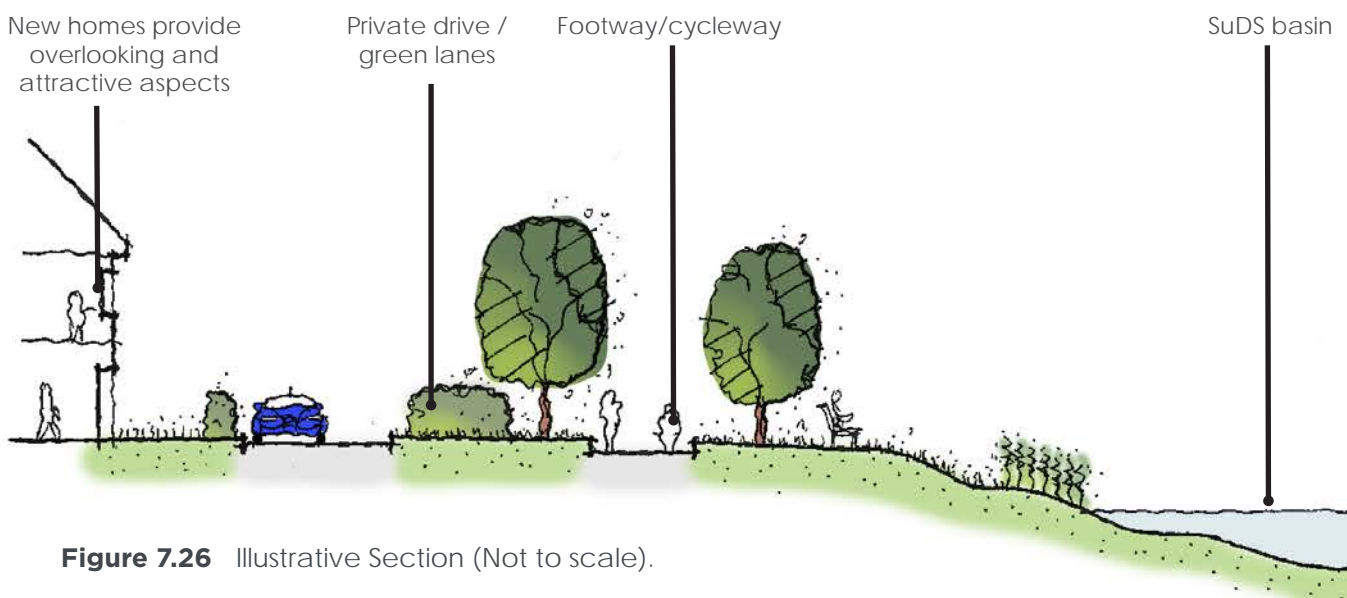 New homes provide
overlooking and
attractive aspects
Private drive /
green lanes
Footway/cycleway
SuDS basin
Figure 7.26 Illustrative Section (Not to scale).